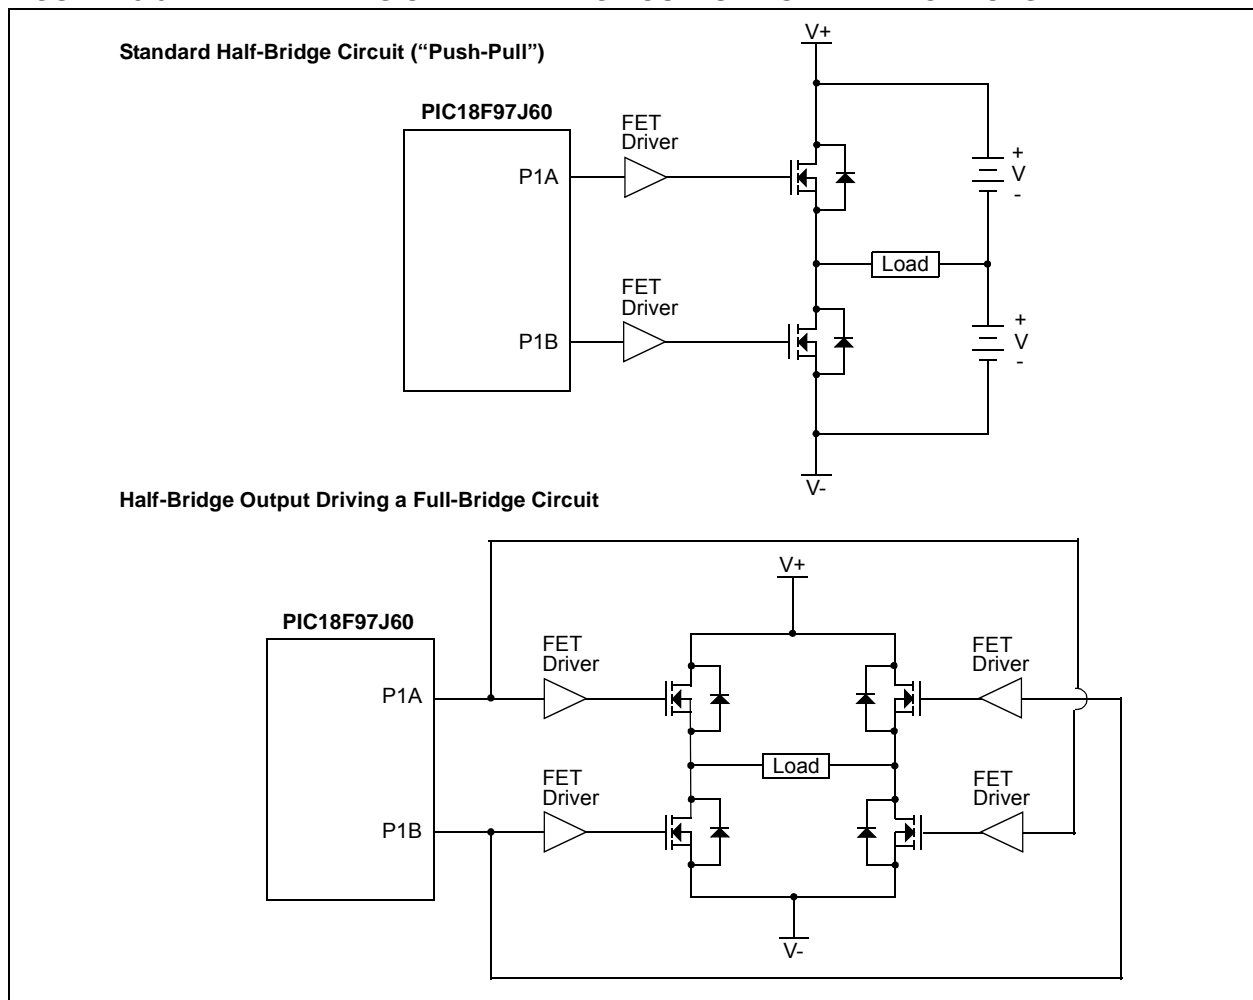 V+
Standard Half-Bridge Circuit (“Push-Pull”)
PIC18F97J60
FET
Driver
P1A
+
V
-
Load
FET
Driver
P1B
+
V
-
V-
Half-Bridge Output Driving a Full-Bridge Circuit
V+
PIC18F97J60
FET
Driver
FET
Driver
P1A
Load
FET
Driver
FET
Driver
P1B
V-